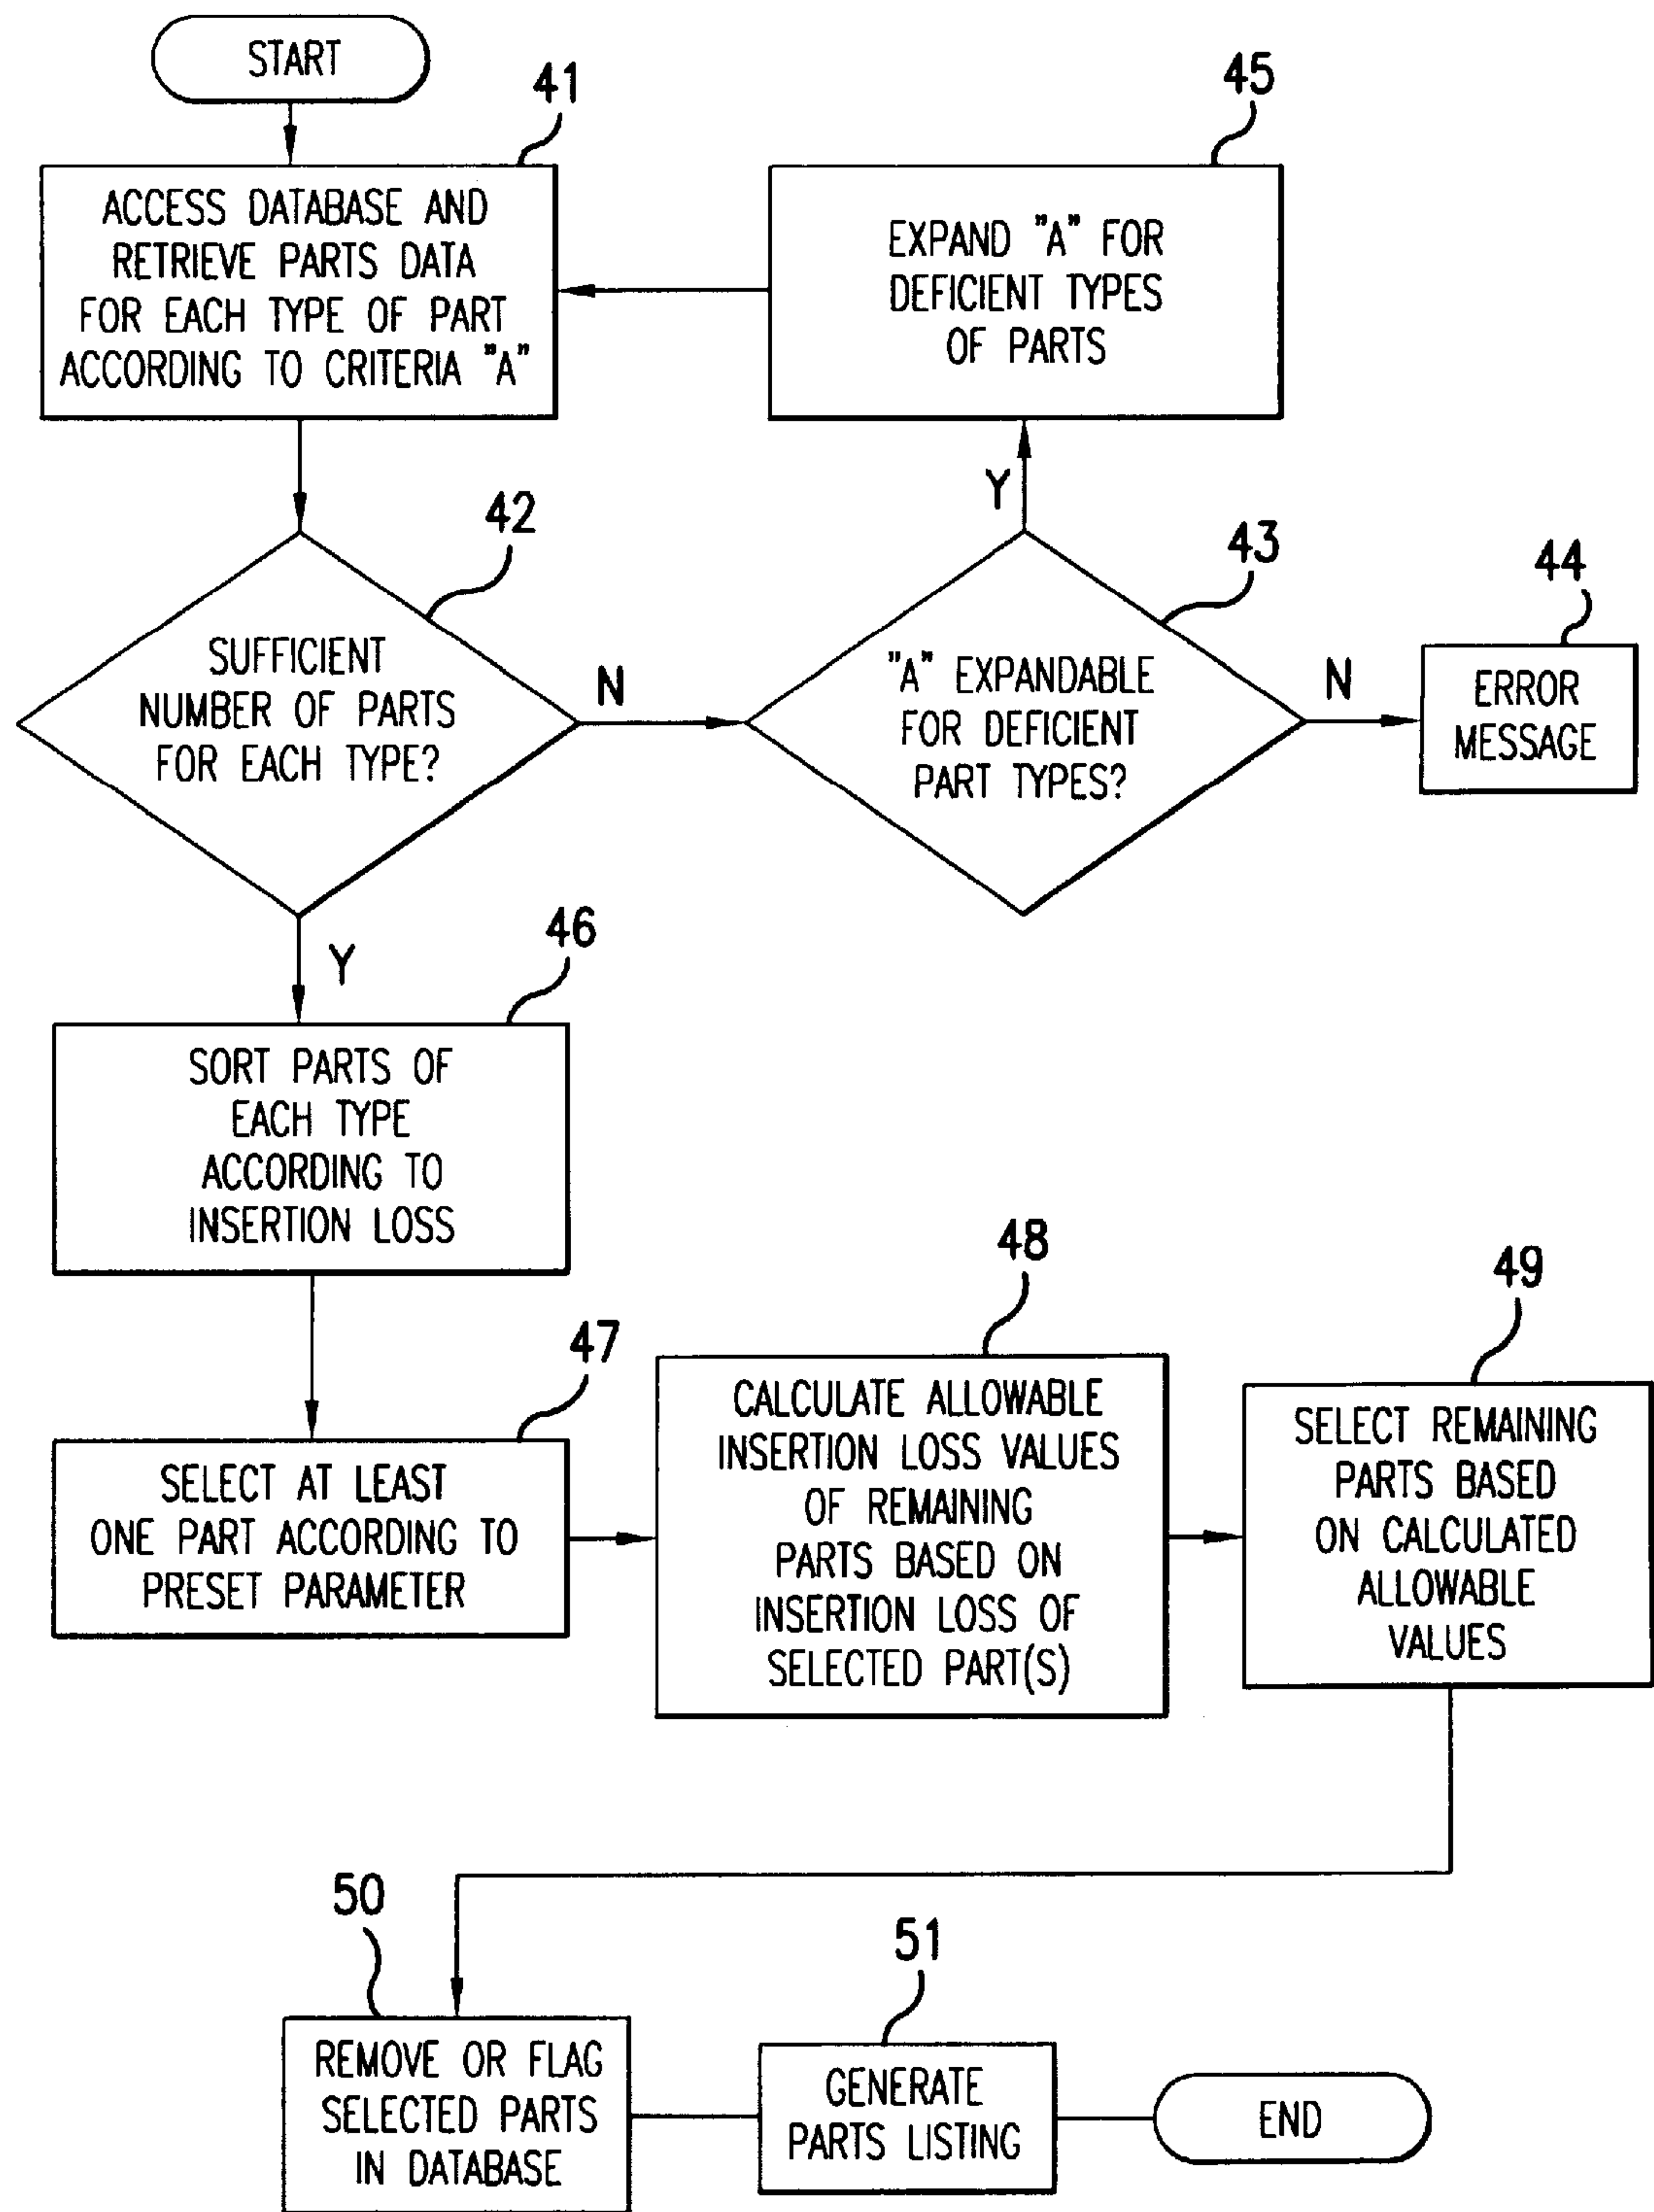 START
41
ACCESS DATABASE AND
RETRIEVE PARTS DATA
FOR EACH TYPE OF PART
ACCORDING TO CRITERIA "A"
45
EXPAND "A" FOR
DEFICIENT TYPES
OF PARTS
42
SUFFICIENT
NUMBER OF PARTS
FOR EACH TYPE?
N
Y
43
"A" EXPANDABLE
FOR DEFICIENT
PART TYPES?
Y
N
44
ERROR
MESSAGE
46
SORT PARTS OF
EACH TYPE
ACCORDING TO
INSERTION LOSS
47
SELECT AT LEAST
ONE PART ACCORDING TO
PRESET PARAMETER
48
CALCULATE ALLOWABLE
INSERTION LOSS VALUES
OF REMAINING
PARTS BASED ON
INSERTION LOSS OF
SELECTED PART(S)
49
SELECT REMAINING
PARTS BASED
ON CALCULATED
ALLOWABLE
VALUES
50
REMOVE OR FLAG
SELECTED PARTS
IN DATABASE
51
GENERATE
PARTS LISTING
END